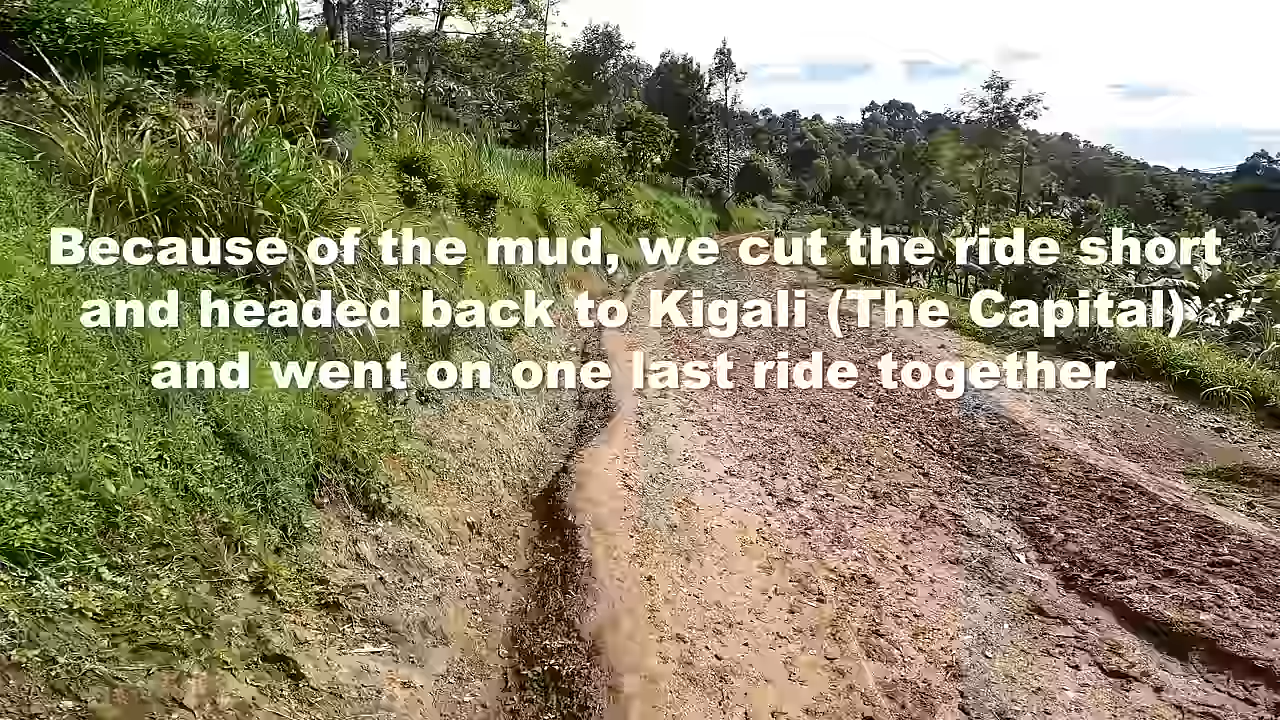 Because of the mud, we cut the ride short
and headed back to Kigali (The Capital)
and went on one last ride together